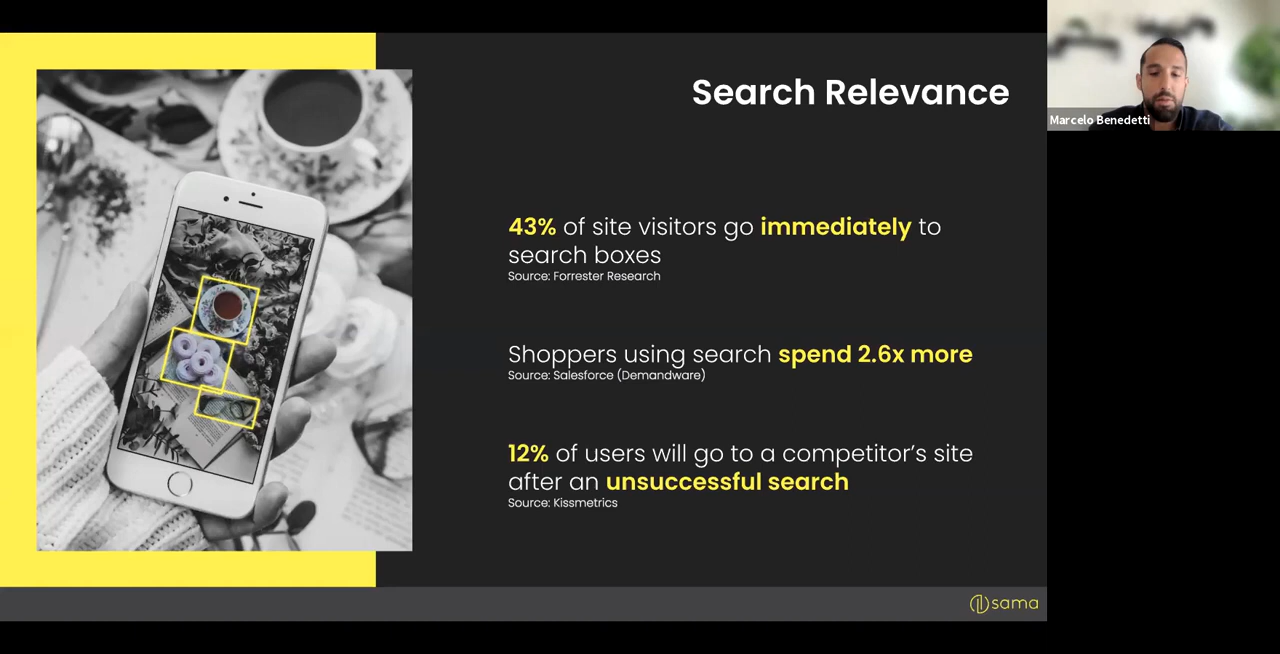 Search Relevance
43% of site visitors go immediately to
search boxes
Source: Forrester Research
Shoppers using search spend 2.6x more
Source: Salesforce (Demandware)
12% of users will go to a competitor's site
after an unsuccessful search
Source: Kissmetrics
sama
Marcelo Benedetti